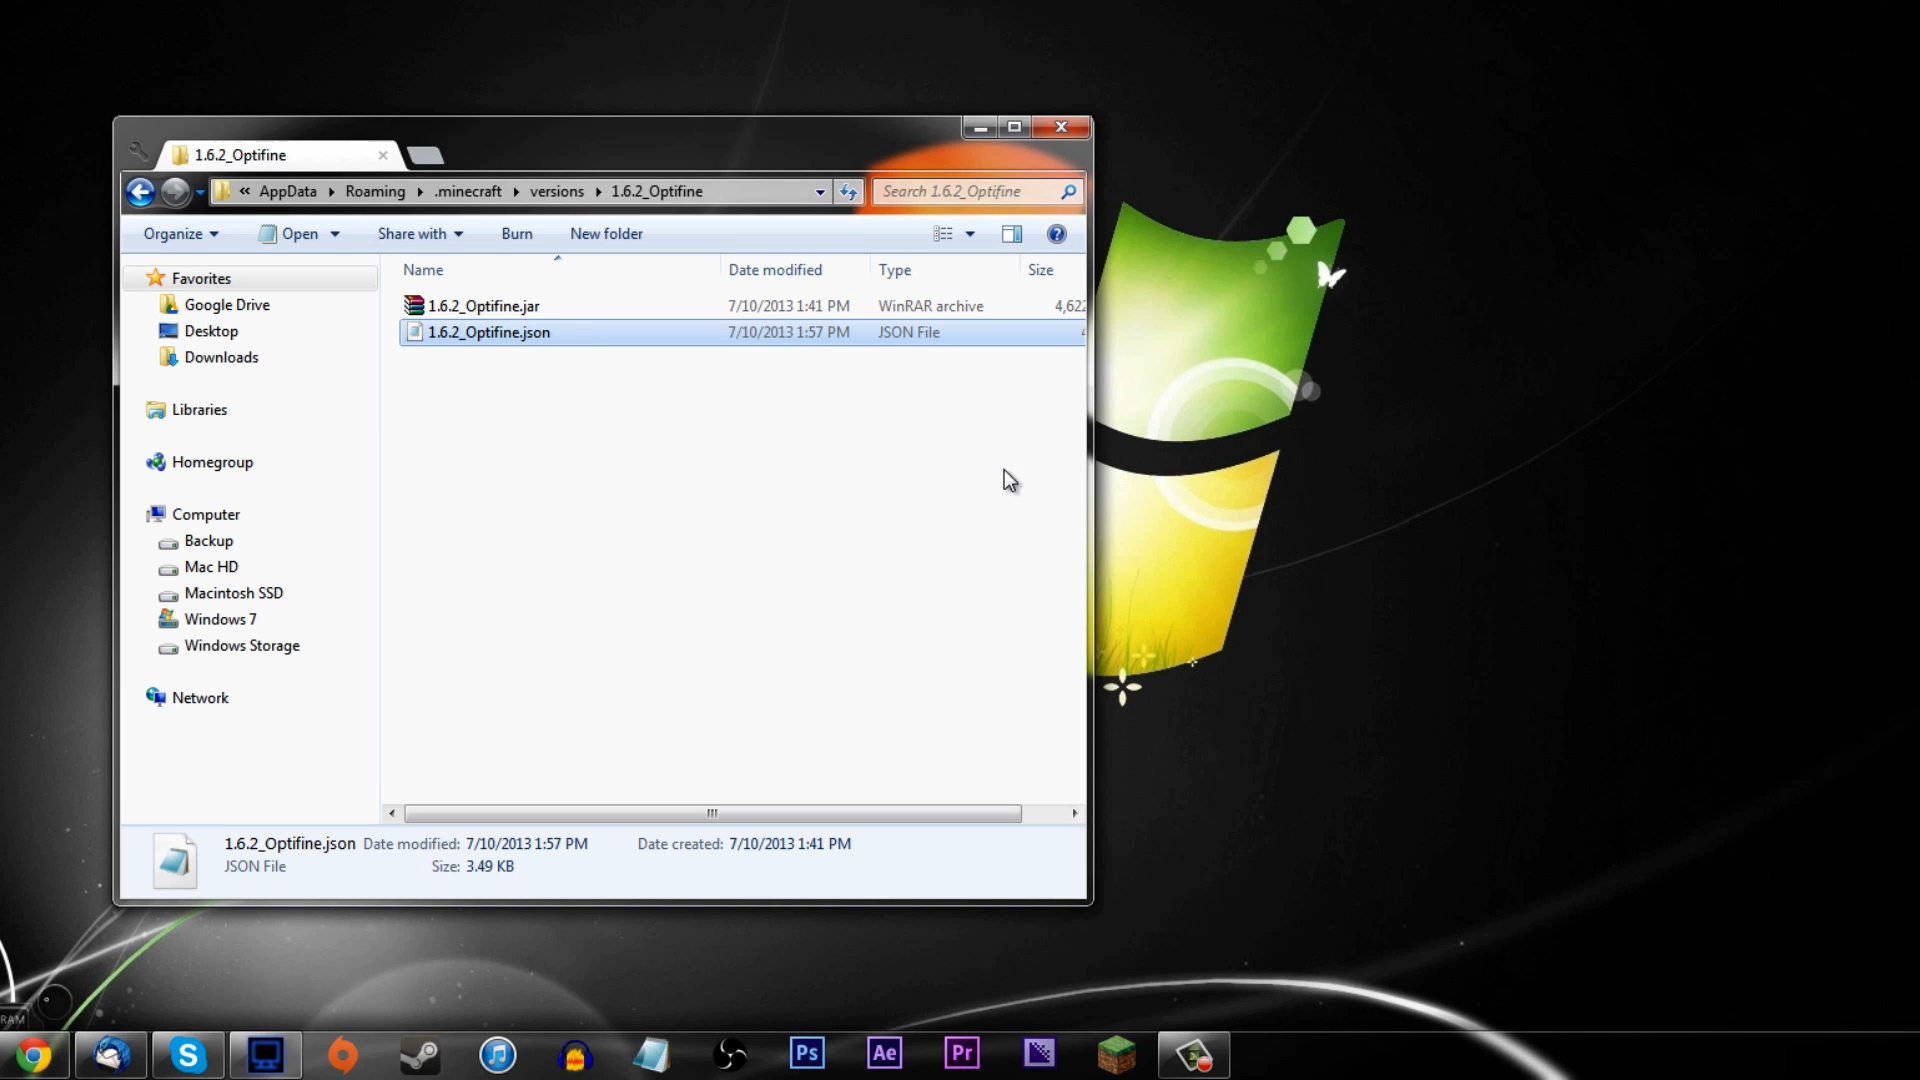 1.6.2_Optifine
« AppData Roaming .minecraft versions 1.6.2_Optifine Search 1.6.2_Optifine
Organize Open Share with Burn New folder
Name Date modified Type Size
1.6.2_Optifine.jar 7/10/2013 1:41 PM WinRAR archive 4,622
1.6.2_Optifine.json 7/10/2013 1:57 PM JSON File
Favorites
Google Drive
Desktop
Downloads
Libraries
Homegroup
Computer
Backup
Mac HD
Macintosh SSD
Windows 7
Windows Storage
Network
1.6.2_Optifine.json Date modified: 7/10/2013 1:57 PM Date created: 7/10/2013 1:41 PM
JSON File Size: 3.49 KB
RAM
Ps Ae Pr